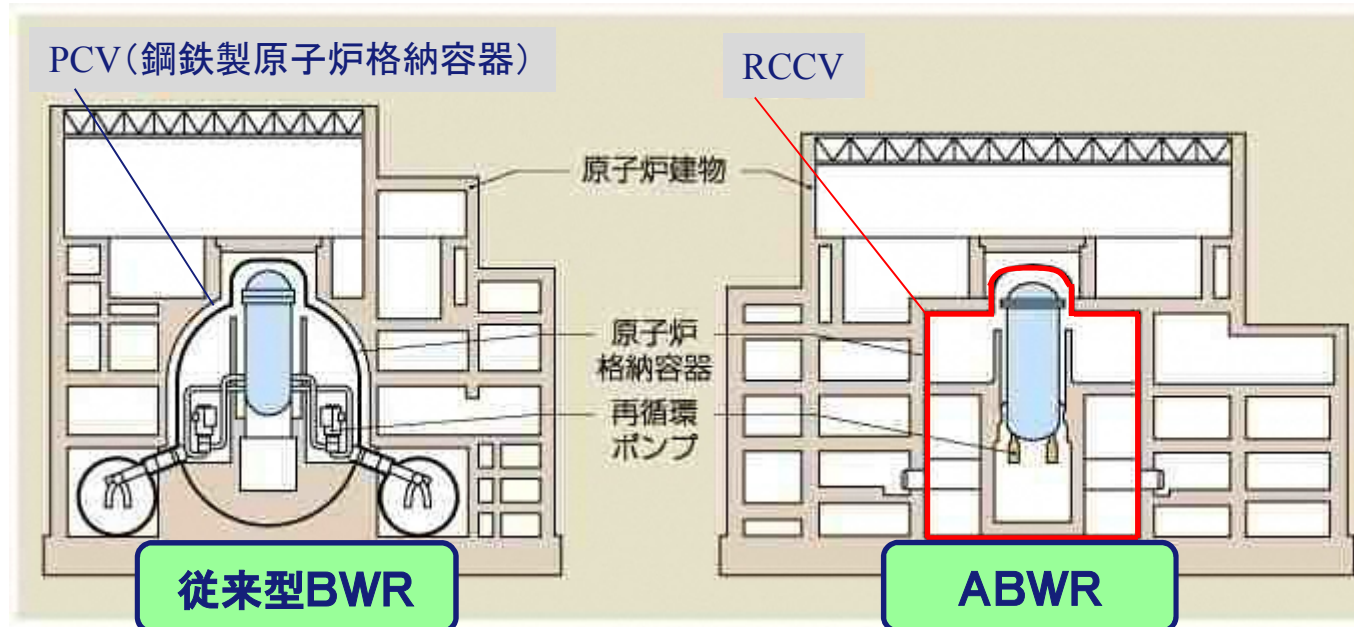 PCV（鋼鉄製原子炉格納容器）
RCCV
原子炉建物
原子炉
格納容器
再循環
ポンプ
従来型BWR
ABWR